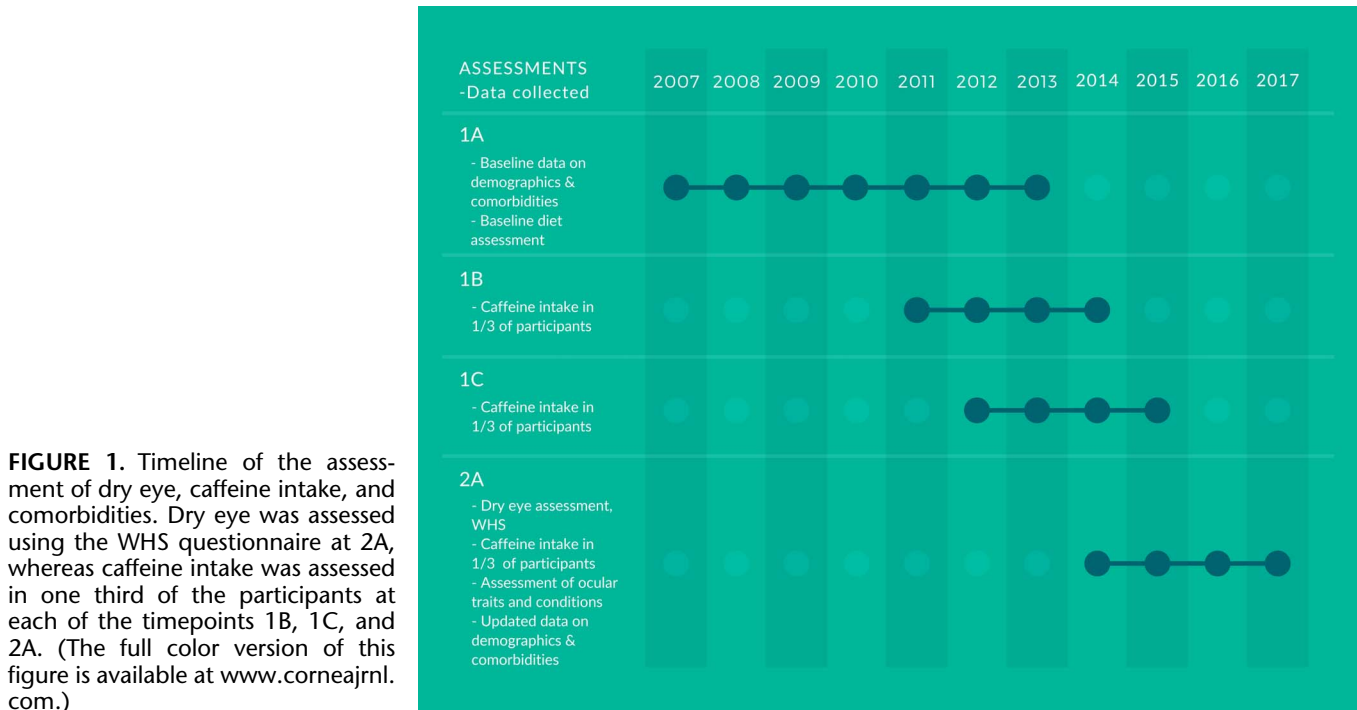 FIGURE 1. Timeline of the assess-
ment of dry eye, caffeine intake, and
comorbidities. Dry eye was assessed
using the WHS questionnaire at 2A,
whereas caffeine intake was assessed
in one third of the participants at
each of the timepoints 1B, 1C, and
2A. (The full color version of this
figure is available at www.corneajrnl.
com.)
ASSESSMENTS
-Data collected
2007 2008 2009 2010 2011 2012 2013 2014 2015 2016 2017
1A
- Baseline data on
demographics &
comorbidities
- Baseline diet
assessment
1B
- Caffeine intake in
1/3 of participants
1C
- Caffeine intake in
1/3 of participants
2A
- Dry eye assessment,
WHS
- Caffeine intake in
1/3 of participants
- Assessment of ocular
traits and conditions
- Updated data on
demographics &
comorbidities